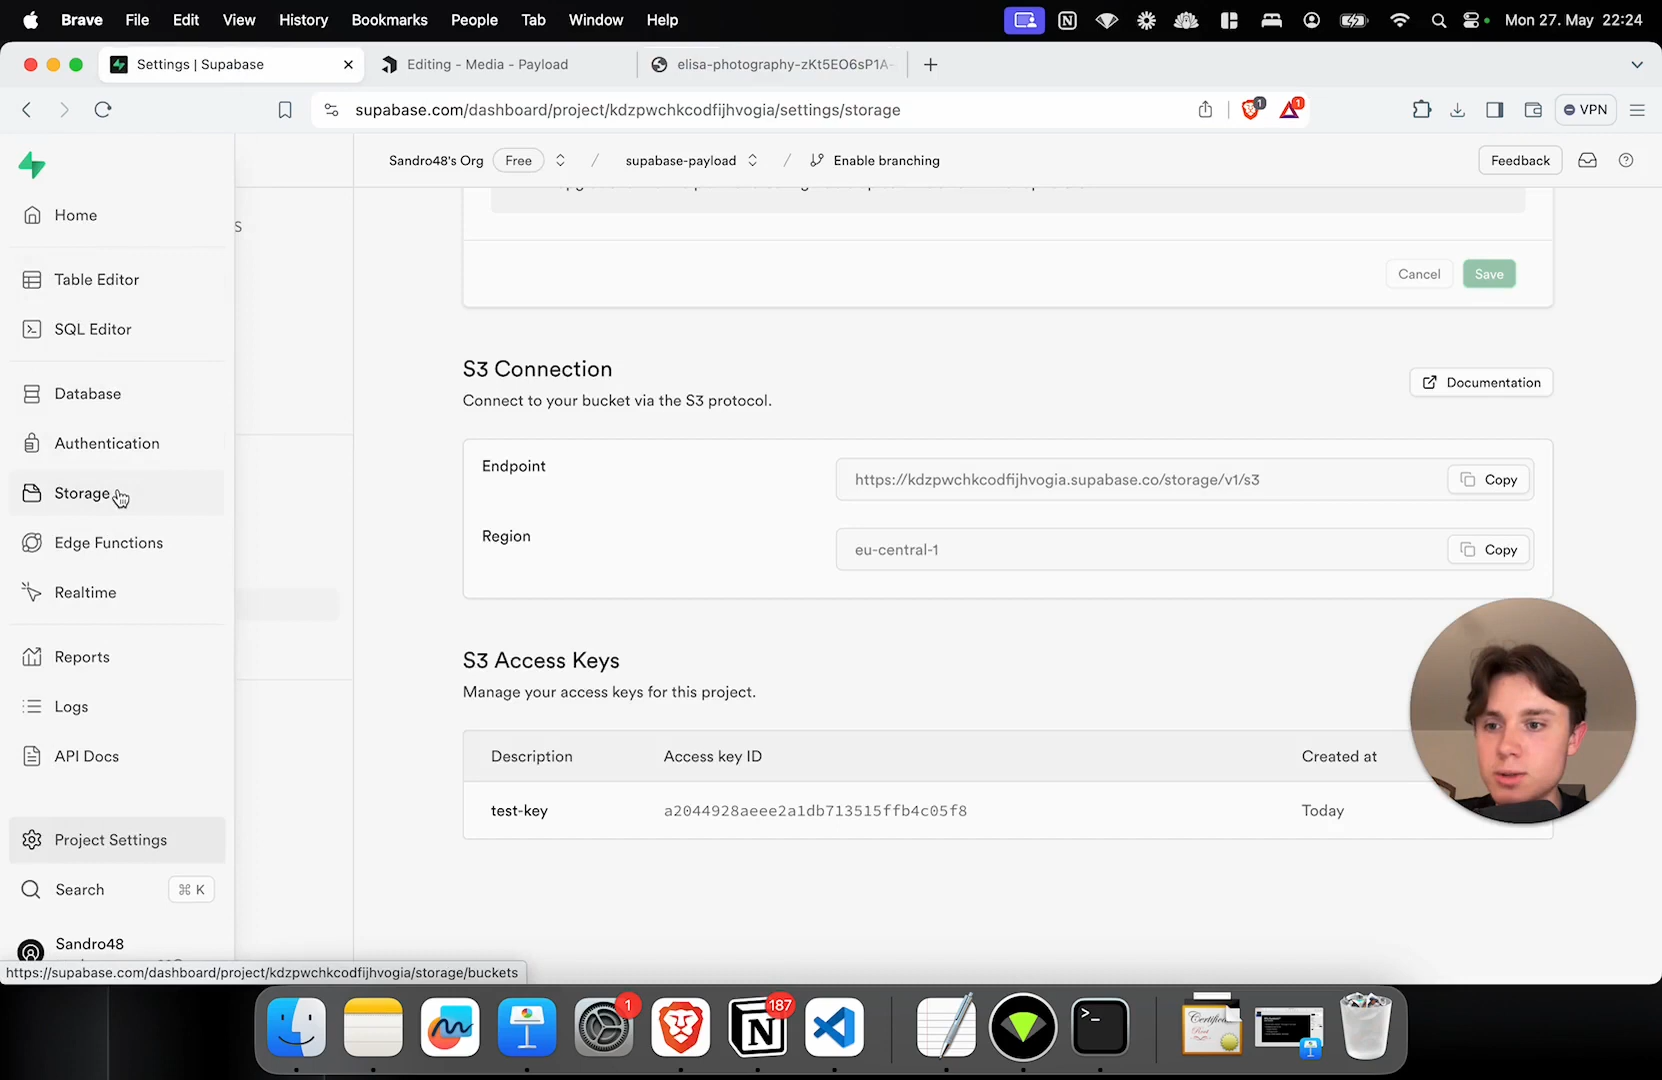 Brave File Edit View History Bookmarks People Tab Window Help Mon 27. May 22:24
Settings | Supabase
Editing - Media - Payload
elisa-photography-zKt5EO6sP1A-
supabase.com/dashboard/project/kdzpwchkcodfijhvogia/settings/storage
1
1
VPN
Sandro48's Org Free / supabase-payload / Enable branching
Feedback
Home
S
Table Editor
SQL Editor
Cancel
Save
Database
Authentication
Storage
Edge Functions
Realtime
Reports
Logs
API Docs
Project Settings
Search
⌘ K
Sandro48
S3 Connection
Connect to your bucket via the S3 protocol.
Documentation
Endpoint
https://kdzpwchkcodfijhvogia.supabase.co/storage/v1/s3
Copy
Region
eu-central-1
Copy
S3 Access Keys
Manage your access keys for this project.
Description Access key ID Created at
test-key a2044928aeee2a1db713515ffb4c05f8 Today
https://supabase.com/dashboard/project/kdzpwchkcodfijhvogia/storage/buckets
1
187